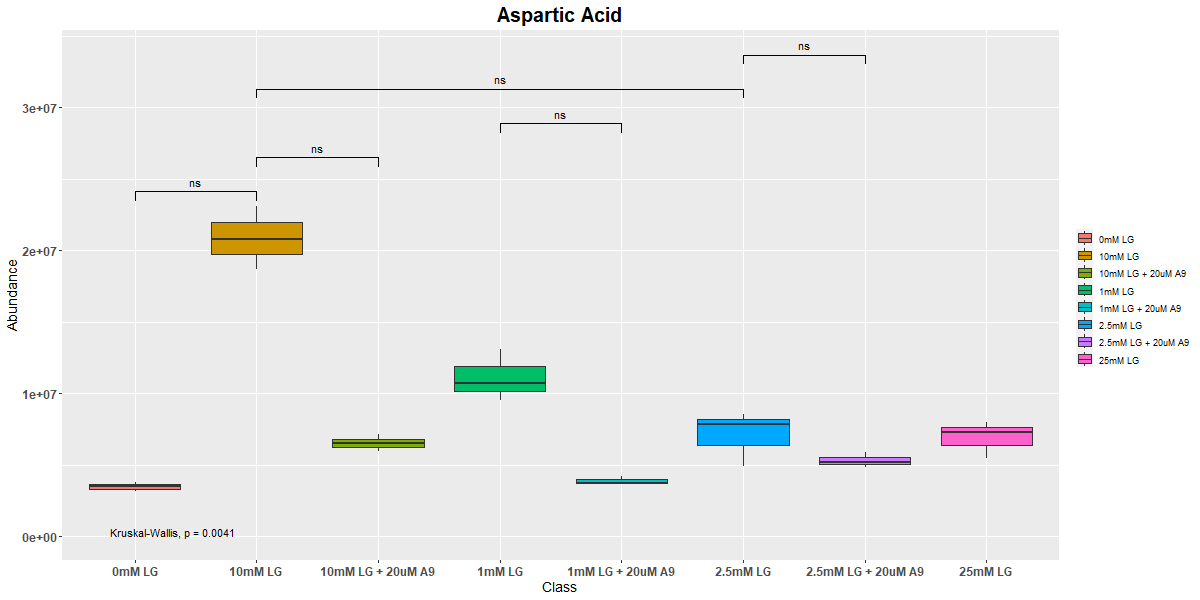 Aspartic Acid
ns
ns
ns
ns
ns
3e+07
2e+07
1e+07
0e+00
Abundance
Kruskal-Wallis, p = 0.0041
0mM LG
10mM LG
10mM LG + 20uM A9
1mM LG
1mM LG + 20uM A9
2.5mM LG
2.5mM LG + 20uM A9
25mM LG
Class
0mM LG
10mM LG
10mM LG + 20uM A9
1mM LG
1mM LG + 20uM A9
2.5mM LG
2.5mM LG + 20uM A9
25mM LG